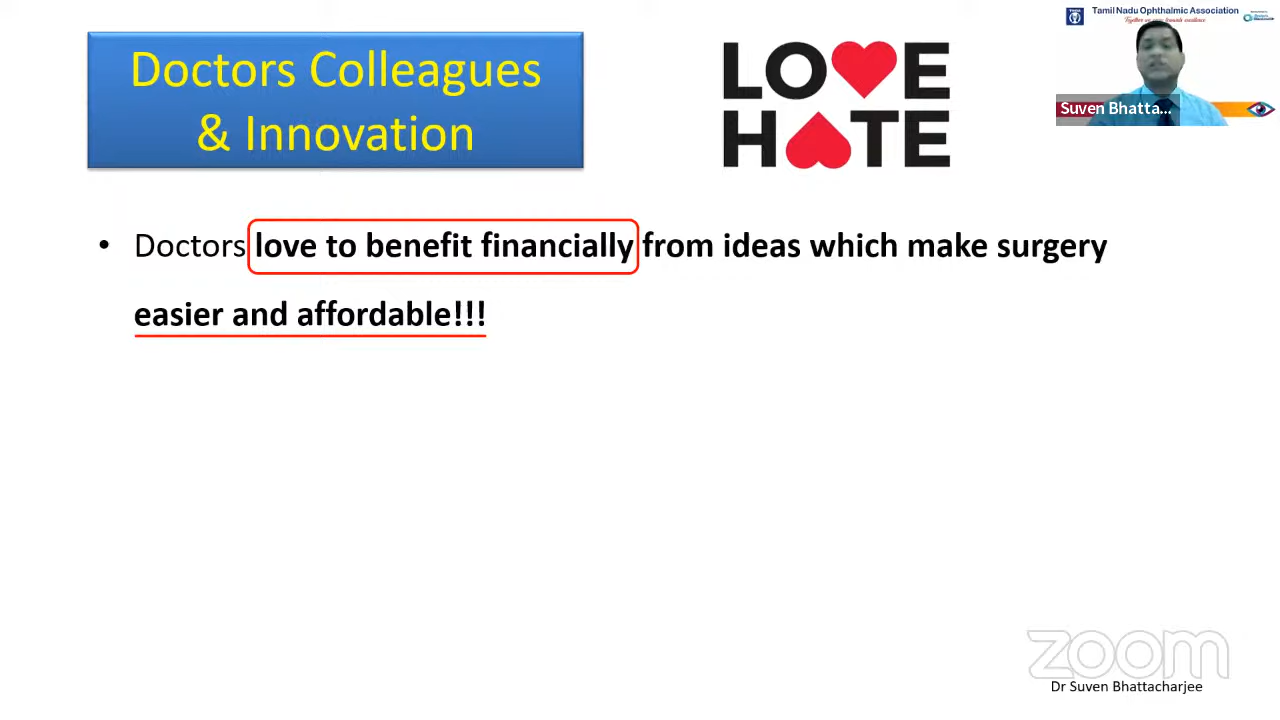 Doctors Colleagues
& Innovation
LOVE
HATE
Tamil Nadu Ophthalmic Association
Suven Bhatta...
• Doctors love to benefit financially from ideas which make surgery
easier and affordable!!!
zoom
Dr Suven Bhattacharjee